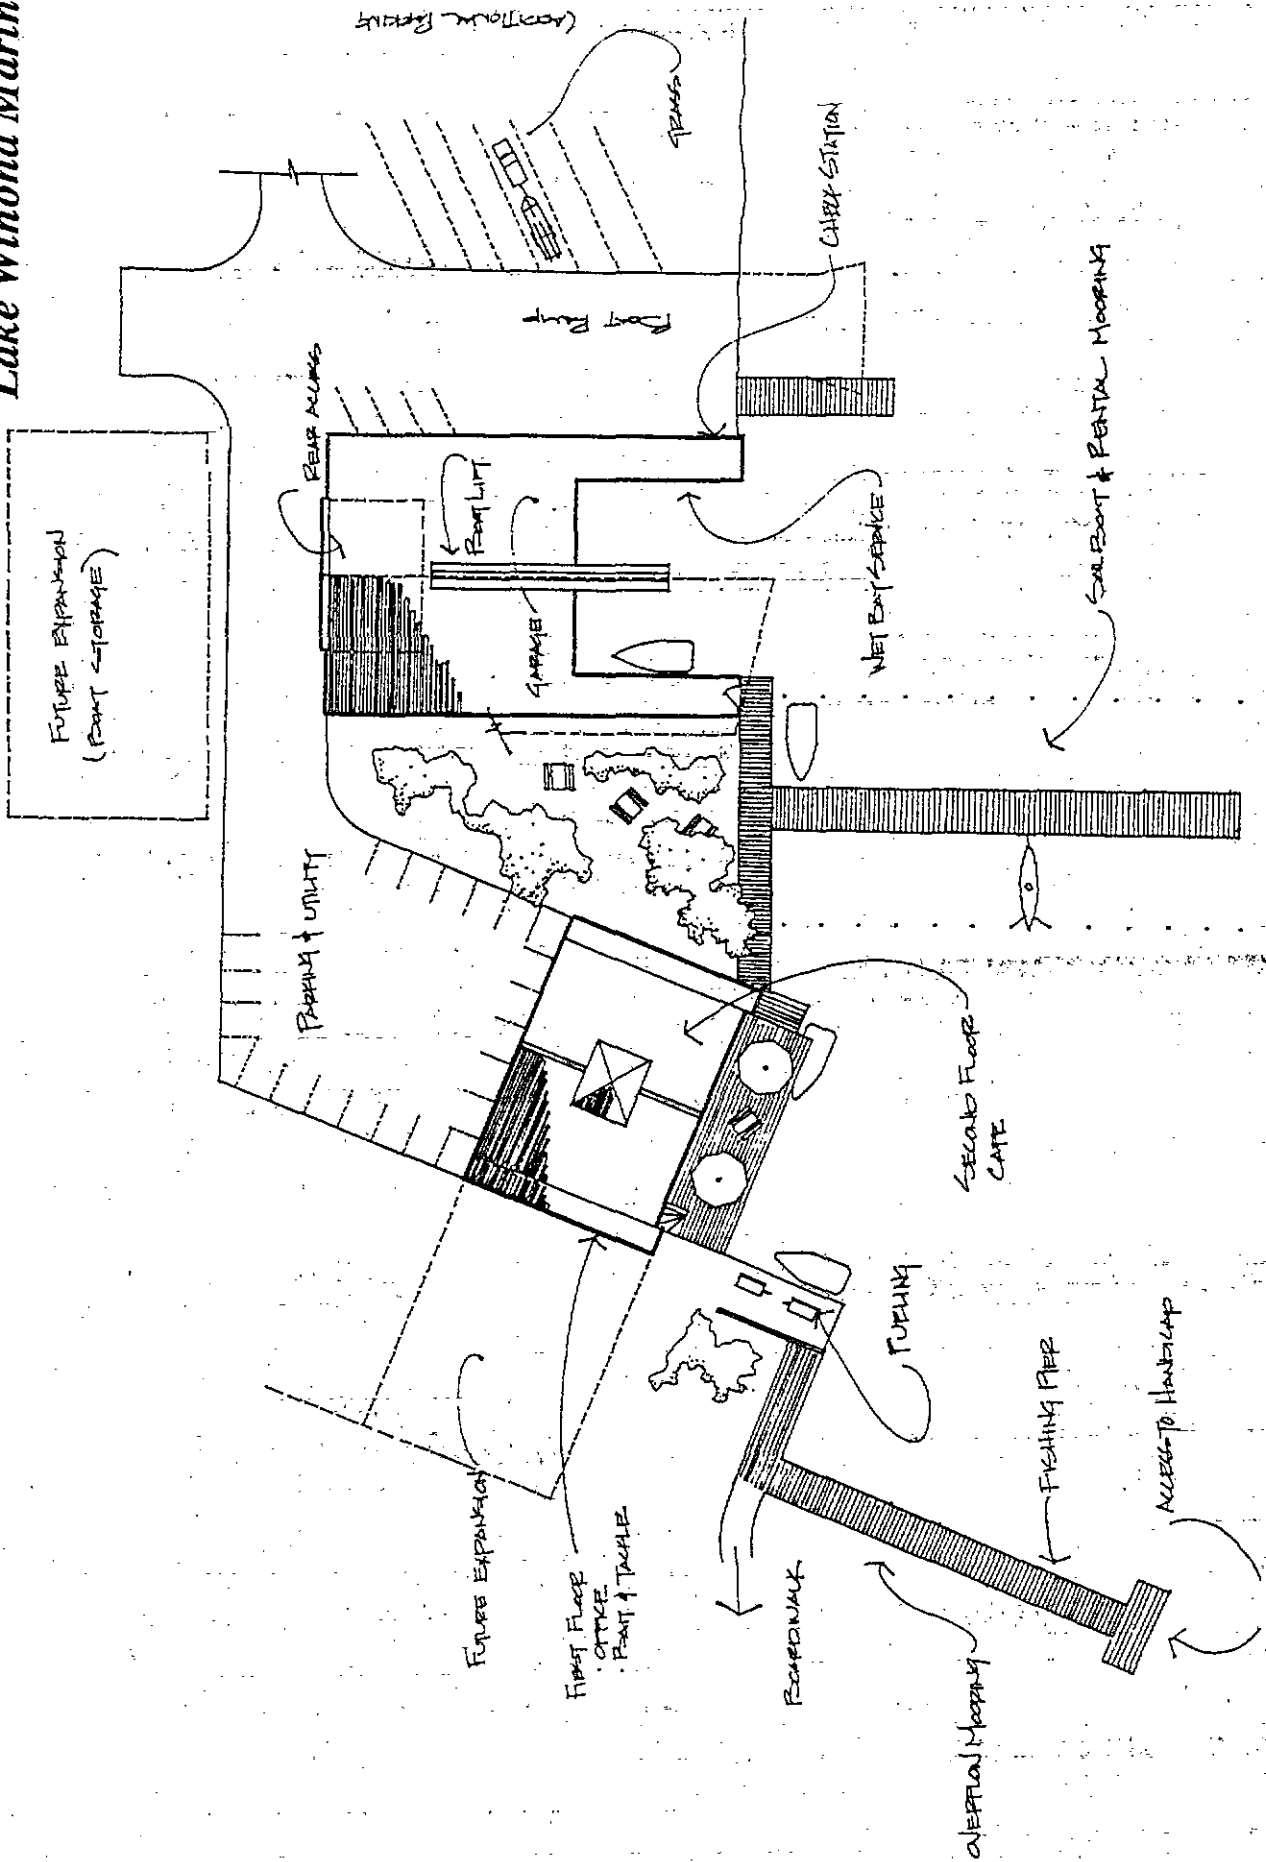 Lake Winona Marin
(ADDITIONAL PARKING
GRASS
CHECK STATION
BOAT RAMP
REAR ACCESS
BOAT LIFT
GARAGE
WET BAY SERVICE
SAIL BOAT & RENTAL MOORING
FUTURE EXPANSION
(BOAT STORAGE)
PARKING & UTILITY
SECOND FLOOR
CAFE
FUELING
FISHING PIER
ACCESS TO HANDICAP
FUTURE EXPANSION
FIRST FLOOR
· OFFICE
· BAIT & TACKLE
BOARDWALK
OVERFLOW MOORING